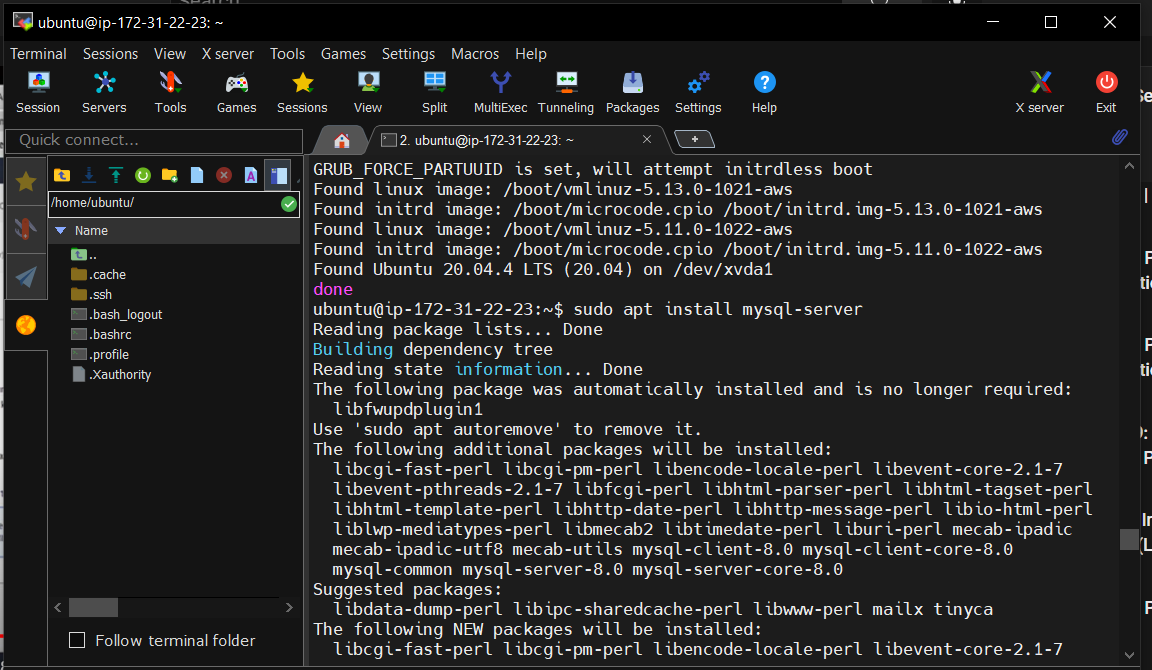 Search
ubuntu@ip-172-31-22-23: ~
Terminal Sessions View X server Tools Games Settings Macros Help
Session Servers Tools Games Sessions View Split MultiExec Tunneling Packages Settings Help X server Exit
Quick connect...
2. ubuntu@ip-172-31-22-23: ~
/home/ubuntu/
Name
..
.cache
.ssh
.bash_logout
.bashrc
.profile
.Xauthority
Follow terminal folder
GRUB_FORCE_PARTUUID is set, will attempt initrdless boot
Found linux image: /boot/vmlinuz-5.13.0-1021-aws
Found initrd image: /boot/microcode.cpio /boot/initrd.img-5.13.0-1021-aws
Found linux image: /boot/vmlinuz-5.11.0-1022-aws
Found initrd image: /boot/microcode.cpio /boot/initrd.img-5.11.0-1022-aws
Found Ubuntu 20.04.4 LTS (20.04) on /dev/xvda1
done
ubuntu@ip-172-31-22-23:~$ sudo apt install mysql-server
Reading package lists... Done
Building dependency tree
Reading state information... Done
The following package was automatically installed and is no longer required:
libfwupdplugin1
Use 'sudo apt autoremove' to remove it.
The following additional packages will be installed:
libcgi-fast-perl libcgi-pm-perl libencode-locale-perl libevent-core-2.1-7
libevent-pthreads-2.1-7 libfcgi-perl libhtml-parser-perl libhtml-tagset-perl
libhtml-template-perl libhttp-date-perl libhttp-message-perl libio-html-perl
liblwp-mediatypes-perl libmecab2 libtimedate-perl liburi-perl mecab-ipadic
mecab-ipadic-utf8 mecab-utils mysql-client-8.0 mysql-client-core-8.0
mysql-common mysql-server-8.0 mysql-server-core-8.0
Suggested packages:
libdata-dump-perl libipc-sharedcache-perl libwww-perl mailx tinyca
The following NEW packages will be installed:
libcgi-fast-perl libcgi-pm-perl libencode-locale-perl libevent-core-2.1-7